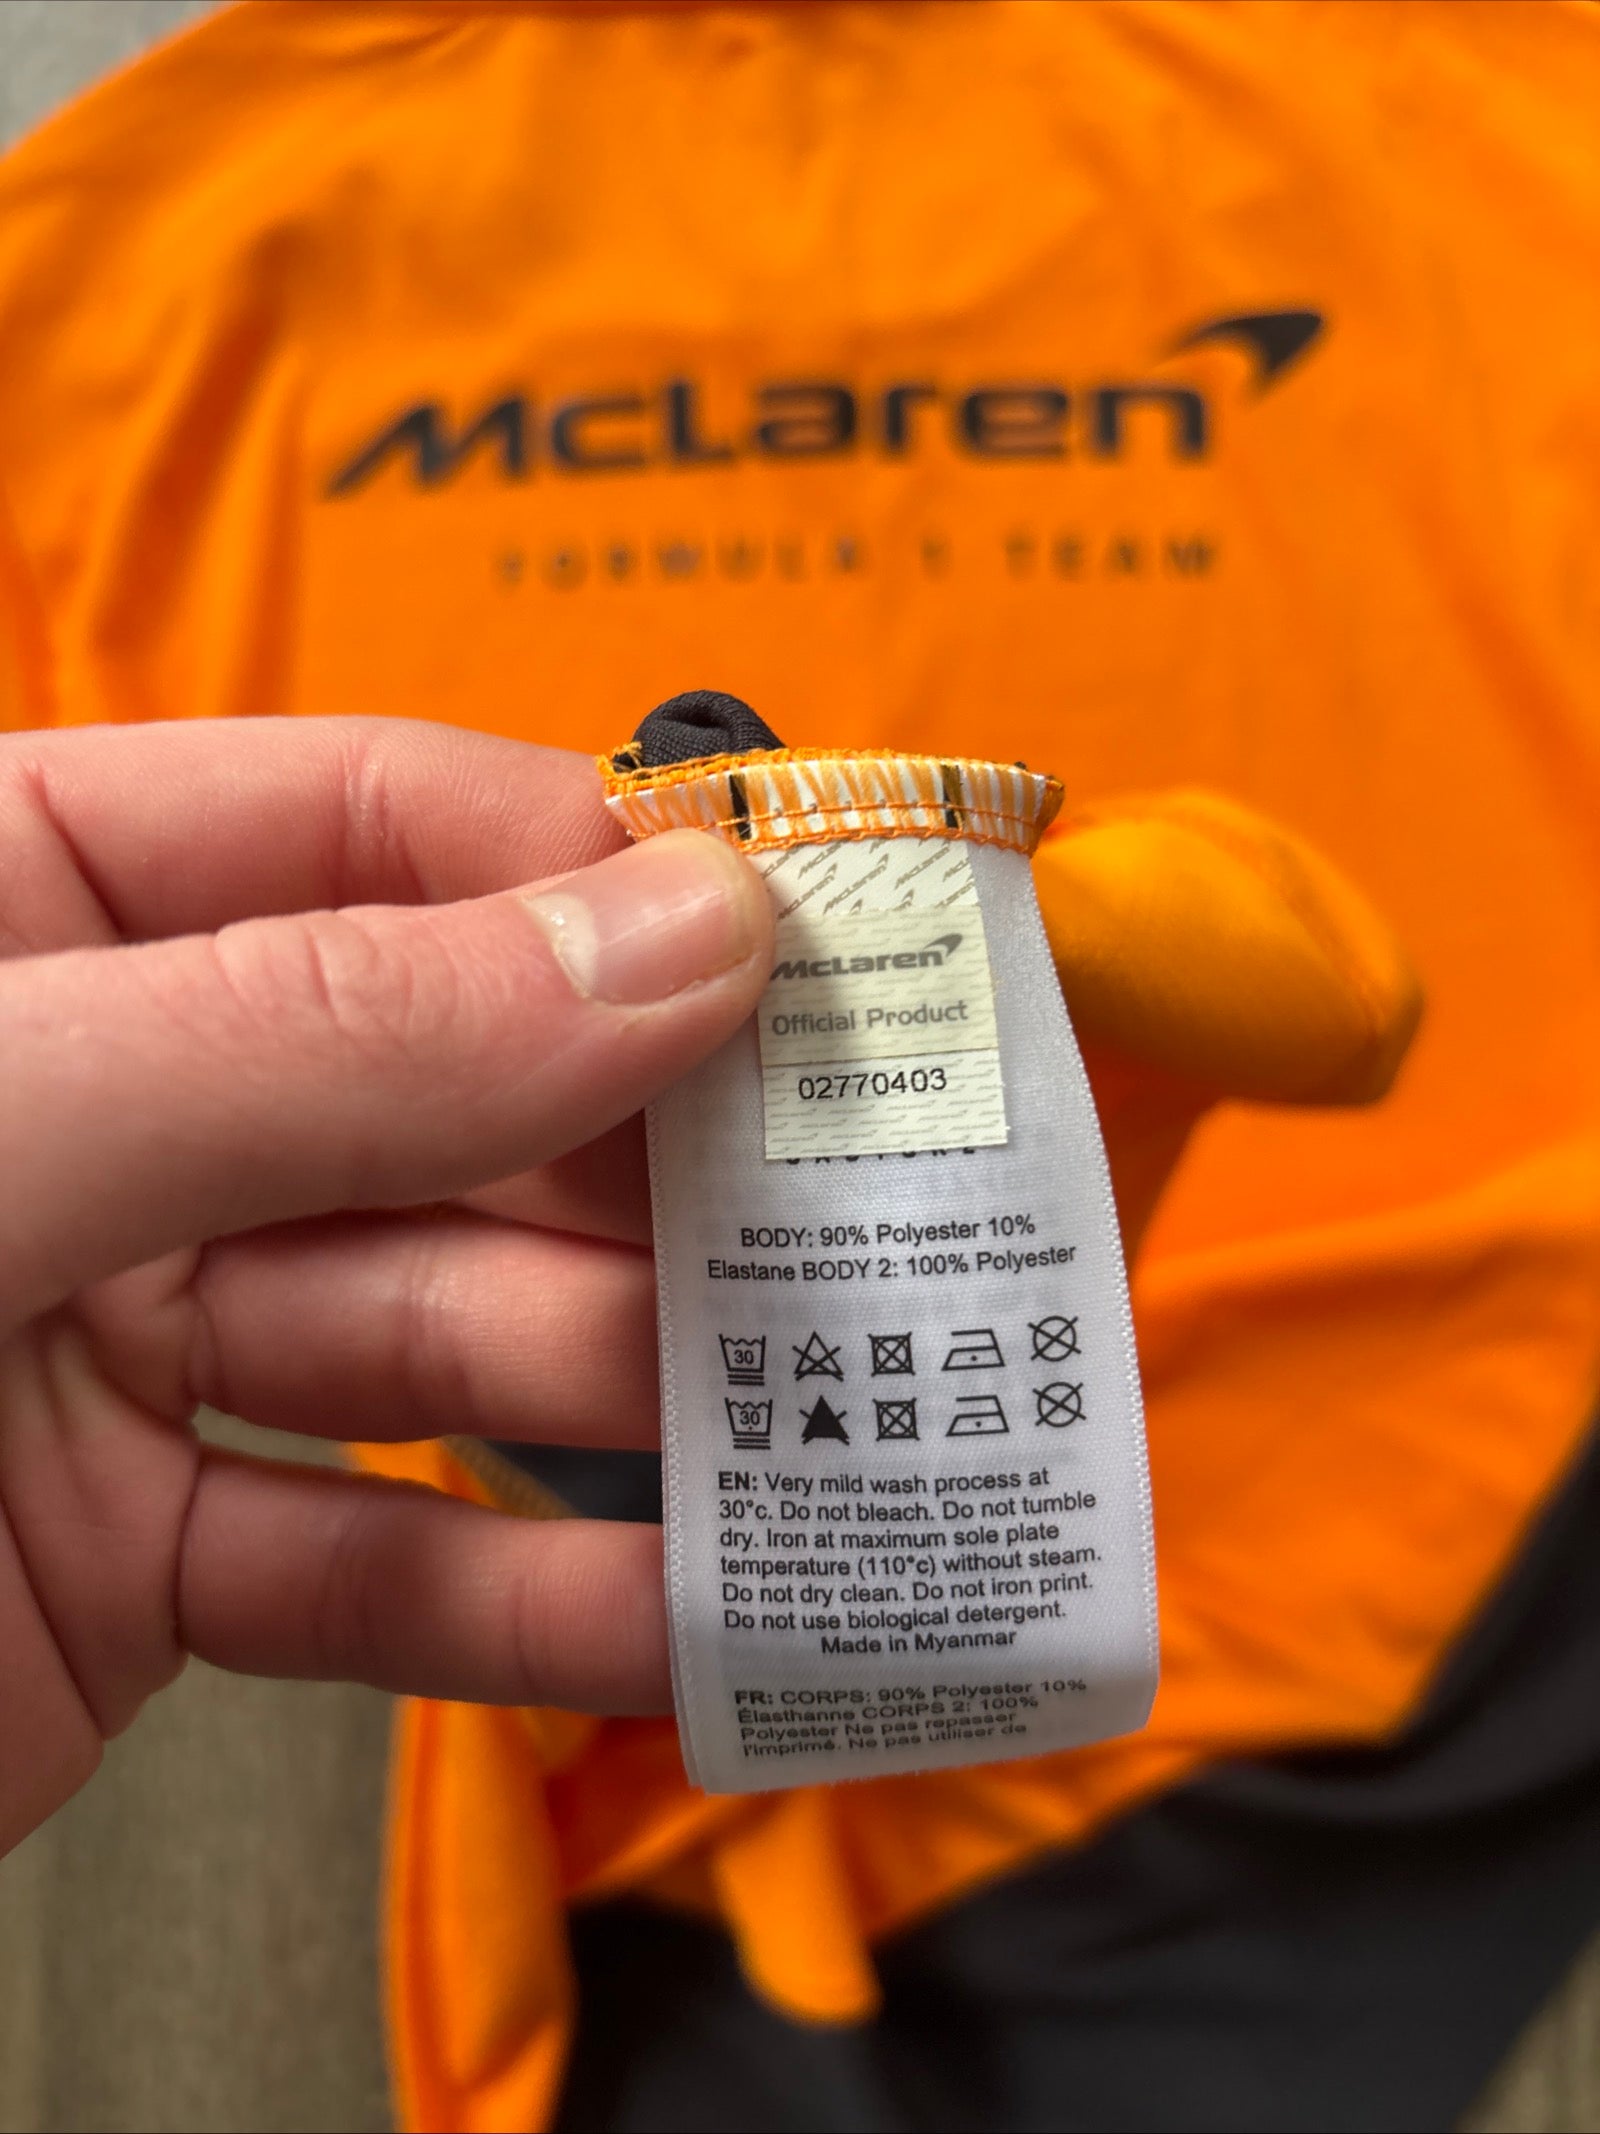 McLaren
FORMULA 1 TEAM
McLaren
Official Product
02770403
BODY: 90% Polyester 10%
Elastane BODY 2: 100% Polyester
30
30
EN: Very mild wash process at
30°c. Do not bleach. Do not tumble
dry. Iron at maximum sole plate
temperature (110°c) without steam.
Do not dry clean. Do not iron print.
Do not use biological detergent.
Made in Myanmar
FR: CORPS: 90% Polyester 10%
Élasthanne CORPS 2: 100%
Polyester Ne pas repasser
l'imprimé. Ne pas utiliser de